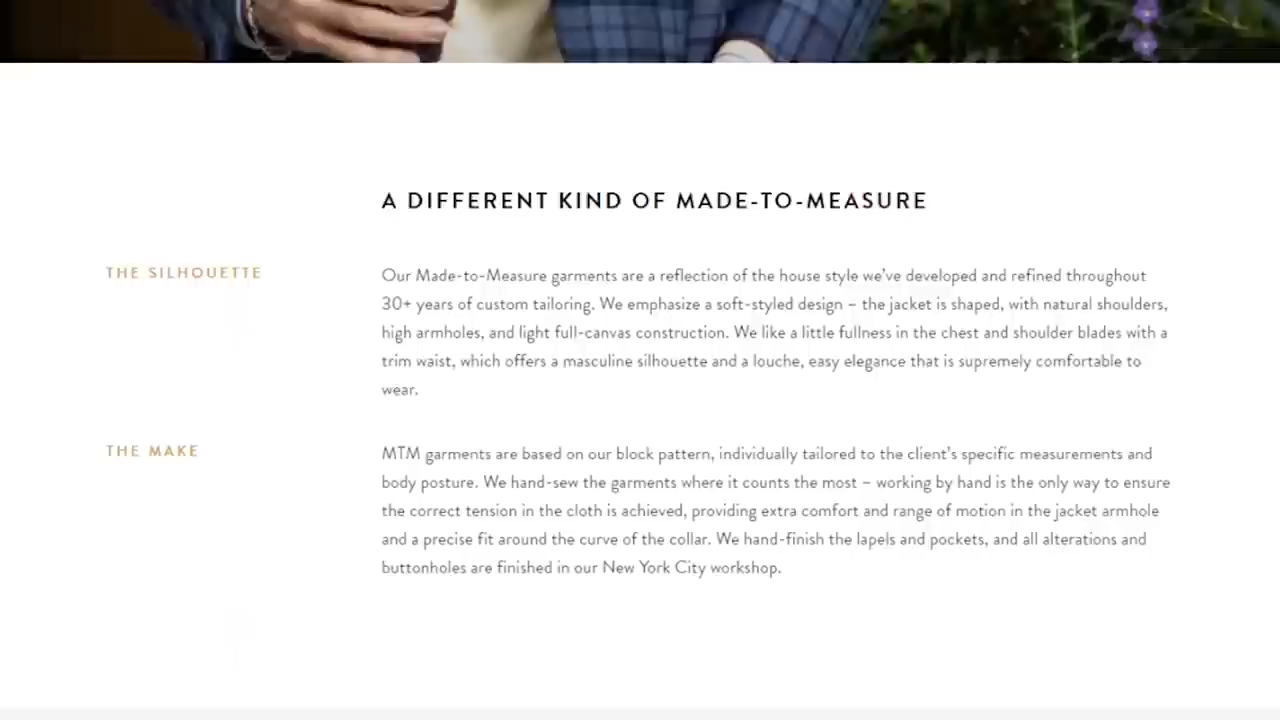 A DIFFERENT KIND OF MADE-TO-MEASURE
THE SILHOUETTE
Our Made-to-Measure garments are a reflection of the house style we've developed and refined throughout
30+ years of custom tailoring. We emphasize a soft-styled design – the jacket is shaped, with natural shoulders,
high armholes, and light full-canvas construction. We like a little fullness in the chest and shoulder blades with a
trim waist, which offers a masculine silhouette and a louche, easy elegance that is supremely comfortable to
wear.
THE MAKE
MTM garments are based on our block pattern, individually tailored to the client's specific measurements and
body posture. We hand-sew the garments where it counts the most – working by hand is the only way to ensure
the correct tension in the cloth is achieved, providing extra comfort and range of motion in the jacket armhole
and a precise fit around the curve of the collar. We hand-finish the lapels and pockets, and all alterations and
buttonholes are finished in our New York City workshop.